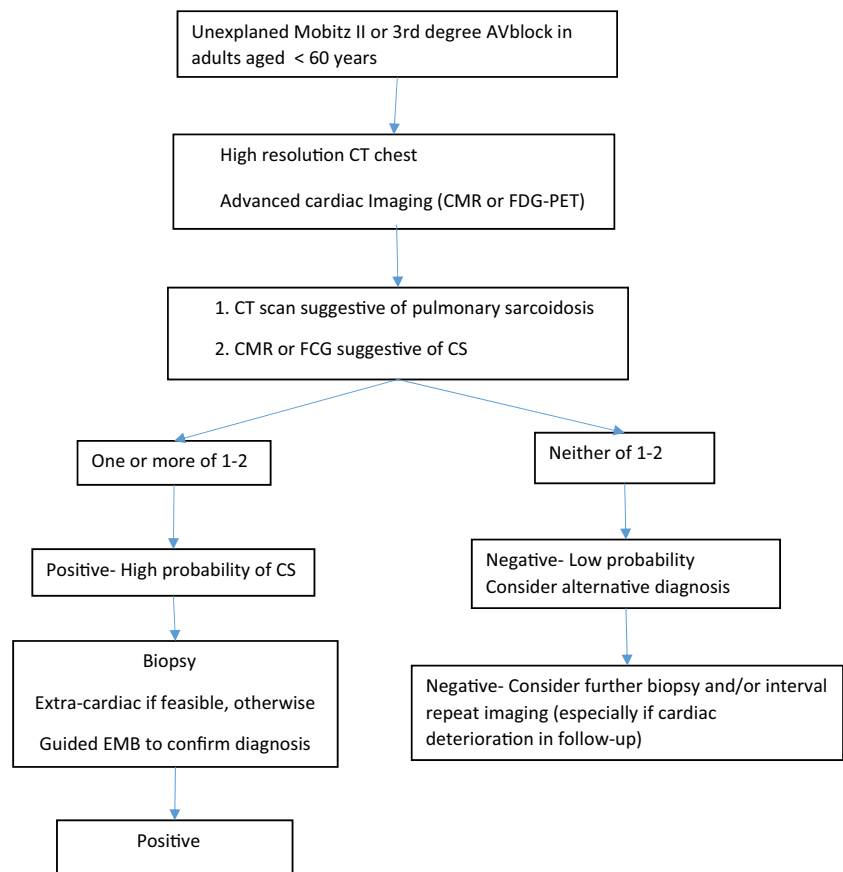 Unexplaned Mobitz II or 3rd degree AVblock in
adults aged < 60 years
High resolution CT chest
Advanced cardiac Imaging (CMR or FDG-PET)
1. CT scan suggestive of pulmonary sarcoidosis
2. CMR or FCG suggestive of CS
One or more of 1-2
Neither of 1-2
Positive- High probability of CS
Negative- Low probability
Consider alternative diagnosis
Biopsy
Extra-cardiac if feasible, otherwise
Guided EMB to confirm diagnosis
Negative- Consider further biopsy and/or interval
repeat imaging (especially if cardiac
deterioration in follow-up)
Positive